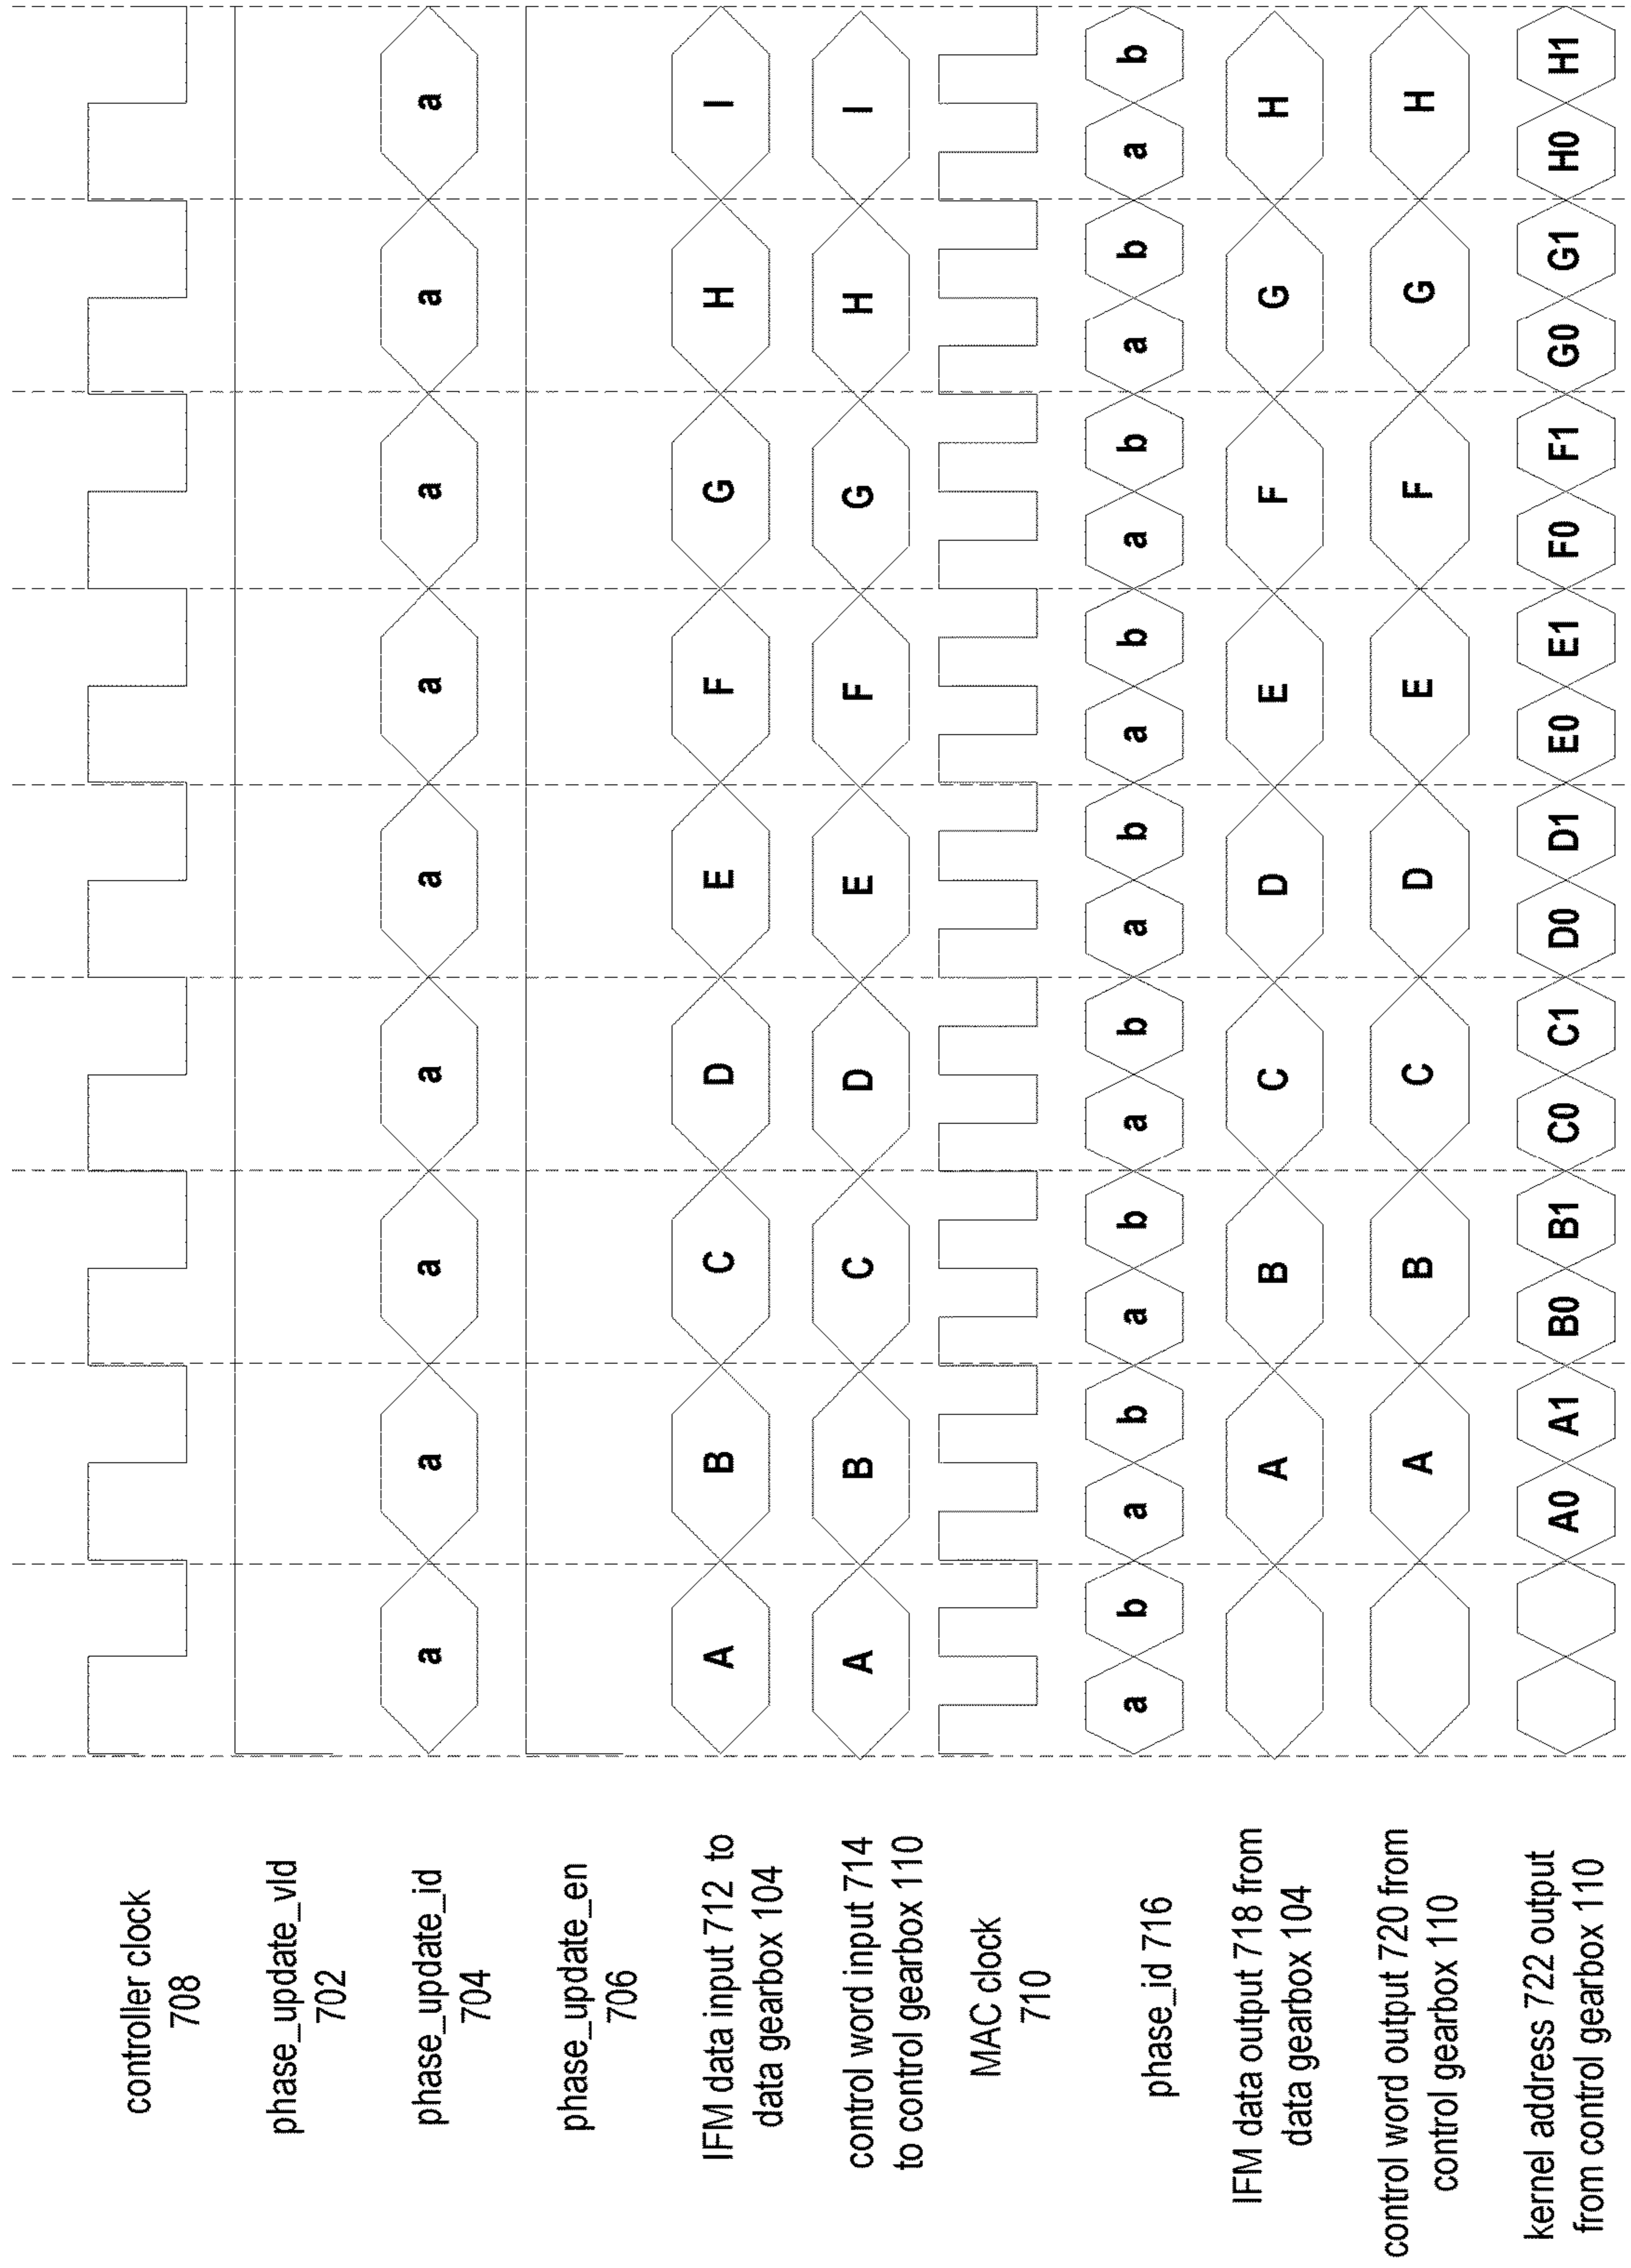 controller clock
708
phase_update_vld
702
phase_update_id
704
a a a a a a a a a
phase_update_en
706
IFM data input 712 to
data gearbox 104
A B C D E F G H I
control word input 714
to control gearbox 110
A B C D E F G H I
MAC clock
710
phase_id 716
a b a b a b a b a b a b a b a b a b
IFM data output 718 from
data gearbox 104
A B C D E F G H
control word output 720 from
control gearbox 110
A B C D E F G H
kernel address 722 output
from control gearbox 110
A0 A1 B0 B1 C0 C1 D0 D1 E0 E1 F0 F1 G0 G1 H0 H1